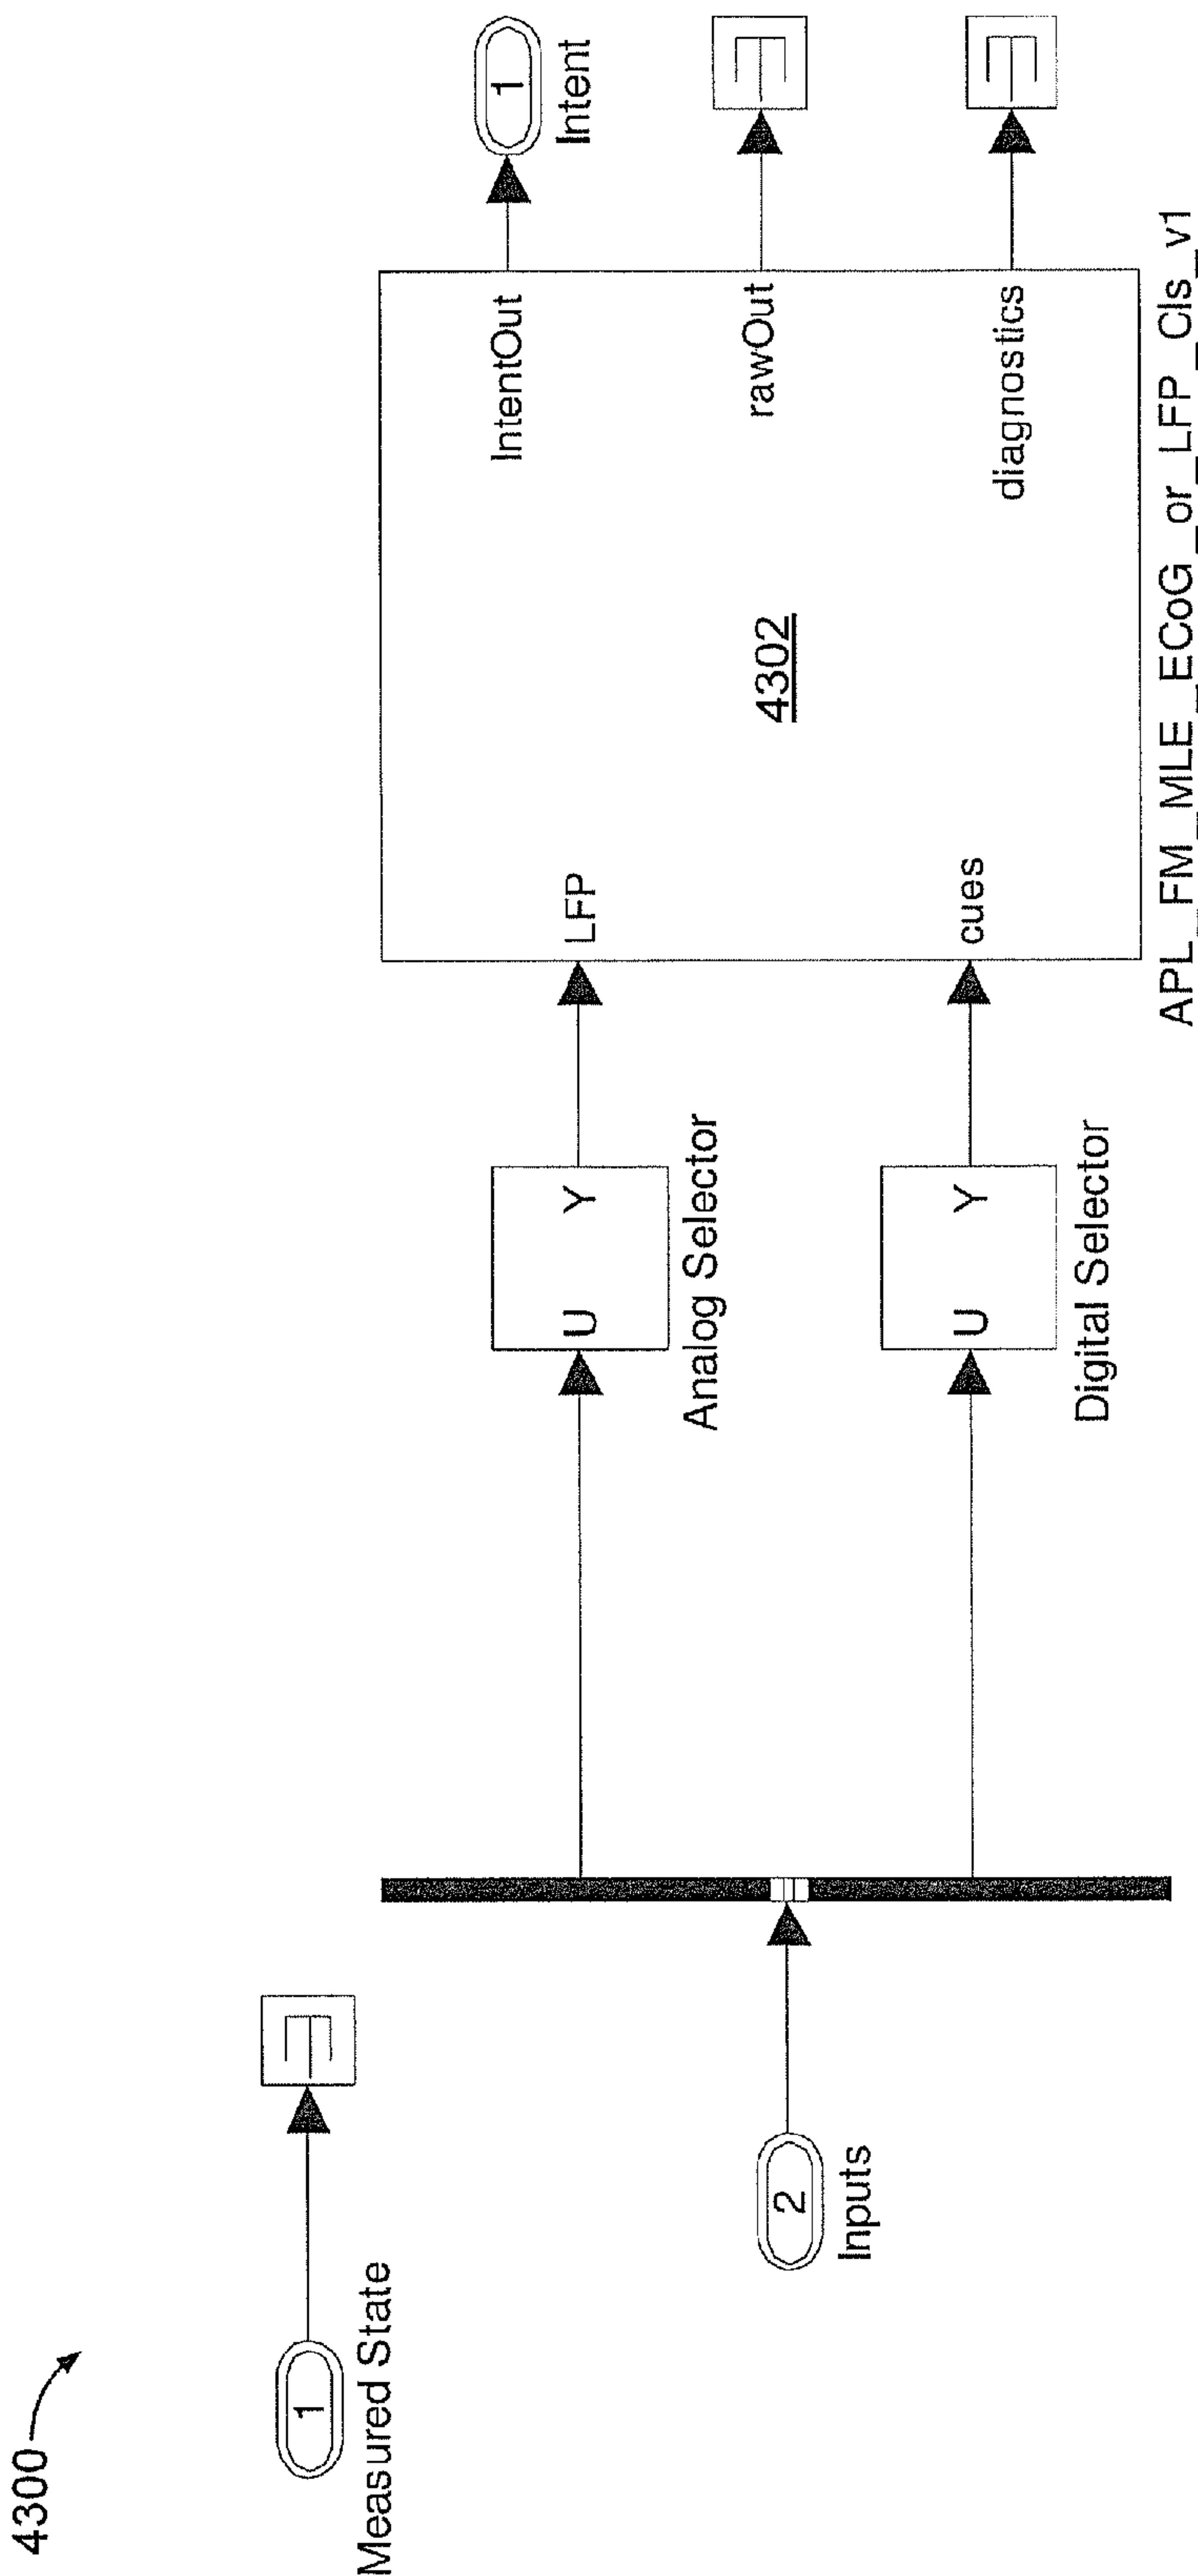 4300
1
Measured State
2
Inputs
U Y
Analog Selector
U Y
Digital Selector
LFP
cues
4302
IntentOut
rawOut
diagnostics
APL_FM_MLE_ECoG_or_LFP_Cls_v1
1
Intent